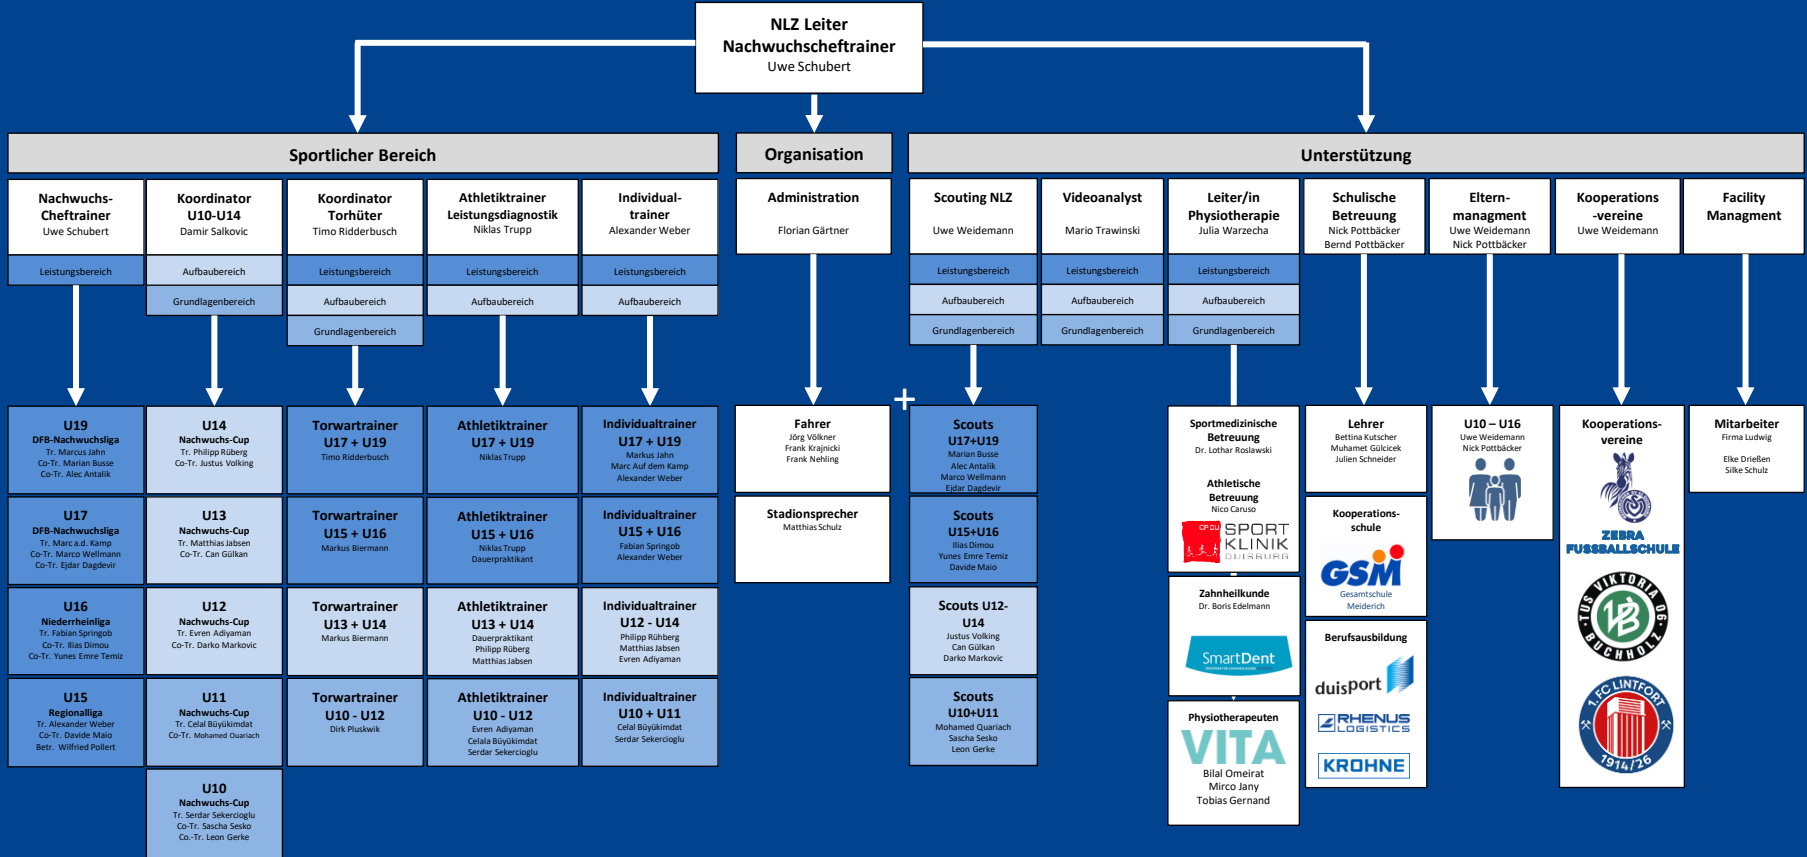 NLZ Leiter
Nachwuchscheftrainer
Uwe Schubert
Sportlicher Bereich
Organisation
Unterstützung
Nachwuchs-
Cheftrainer
Uwe Schubert
Leistungsbereich
Koordinator
U10-U14
Damir Salkovic
Aufbaubereich
Grundlagenbereich
Koordinator
Torhüter
Timo Ridderbusch
Leistungsbereich
Aufbaubereich
Grundlagenbereich
Athletiktrainer
Leistungsdiagnostik
Niklas Trupp
Leistungsbereich
Aufbaubereich
Individual-
trainer
Alexander Weber
Leistungsbereich
Aufbaubereich
Administration
Florian Gärtner
Scouting NLZ
Uwe Weidemann
Leistungsbereich
Aufbaubereich
Grundlagenbereich
Videoanalyst
Mario Trawinski
Leistungsbereich
Aufbaubereich
Grundlagenbereich
Leiter/in
Physiotherapie
Julia Warzecha
Leistungsbereich
Aufbaubereich
Grundlagenbereich
Schulische
Betreuung
Nick Pottbäcker
Bernd Pottbäcker
Eltern-
managment
Uwe Weidemann
Nick Pottbäcker
Kooperations
-vereine
Uwe Weidemann
Facility
Managment
U19
DFB-Nachwuchsliga
Tr. Marcus Jahn
Co-Tr. Marian Busse
Co-Tr. Alec Antalik
U17
DFB-Nachwuchsliga
Tr. Marc a.d. Kamp
Co-Tr. Marco Wellmann
Co-Tr. Ejdar Dagdevir
U16
Niederrheinliga
Tr. Fabian Springob
Co-Tr. Ilias Dimou
Co-Tr. Yunes Emre Temiz
U15
Regionalliga
Tr. Alexander Weber
Co-Tr. Davide Maio
Betr. Wilfried Pollert
U14
Nachwuchs-Cup
Tr. Philipp Rüberg
Co-Tr. Justus Volking
U13
Nachwuchs-Cup
Tr. Matthias Jabsen
Co-Tr. Can Gülkan
U12
Nachwuchs-Cup
Tr. Evren Adiyaman
Co-Tr. Darko Markovic
U11
Nachwuchs-Cup
Tr. Celal Büyükimdat
Co-Tr. Mohamed Ouariach
U10
Nachwuchs-Cup
Tr. Serdar Sekercioglu
Co-Tr. Sascha Sesko
Co.-Tr. Leon Gerke
Torwartrainer
U17 + U19
Timo Ridderbusch
Torwartrainer
U15 + U16
Markus Biermann
Torwartrainer
U13 + U14
Markus Biermann
Torwartrainer
U10 - U12
Dirk Pluskwik
Athletiktrainer
U17 + U19
Niklas Trupp
Athletiktrainer
U15 + U16
Niklas Trupp
Dauerpraktikant
Athletiktrainer
U13 + U14
Dauerpraktikant
Philipp Rüberg
Matthias Jabsen
Athletiktrainer
U10 - U12
Evren Adiyaman
Celala Büyükimdat
Serdar Sekercioglu
Individualtrainer
U17 + U19
Markus Jahn
Marc Auf dem Kamp
Alexander Weber
Individualtrainer
U15 + U16
Fabian Springob
Alexander Weber
Individualtrainer
U12 - U14
Philipp Rühberg
Matthias Jabsen
Evren Adiyaman
Individualtrainer
U10 + U11
Celal Büyükimdat
Serdar Sekercioglu
Fahrer
Jörg Völkner
Frank Krajnicki
Frank Nehling
Stadionsprecher
Matthias Schulz
+
Scouts
U17+U19
Marian Busse
Alec Antalik
Marco Wellmann
Ejdar Dagdevir
Scouts
U15+U16
Ilias Dimou
Yunes Emre Temiz
Davide Maio
Scouts U12-
U14
Justus Volking
Can Gülkan
Darko Markovic
Scouts
U10+U11
Mohamed Quariach
Sascha Sesko
Leon Gerke
Sportmedizinische
Betreuung
Dr. Lothar Roslawski
Athletische
Betreuung
Nico Caruso
CPDU
SPORT
KLINIK
DUISBURG
Zahnheilkunde
Dr. Boris Edelmann
SmartDent
Physiotherapeuten
VITA
Bilal Omeirat
Mirco Jany
Tobias Gernand
Lehrer
Bettina Kutscher
Muhamet Gülcicek
Julien Schneider
Kooperations-
schule
GSM
Gesamtschule
Meiderich
Berufsausbildung
duisport
RHENUS
LOGISTICS
KROHNE
U10 – U16
Uwe Weidemann
Nick Pottbäcker
Kooperations-
vereine
ZEBRA
FUSSBALLSCHULE
TUS VIKTORIA 06
BUCHHOLZ
1.FC LINTFORT
1914/26
Mitarbeiter
Firma Ludwig
Elke Drießen
Silke Schulz